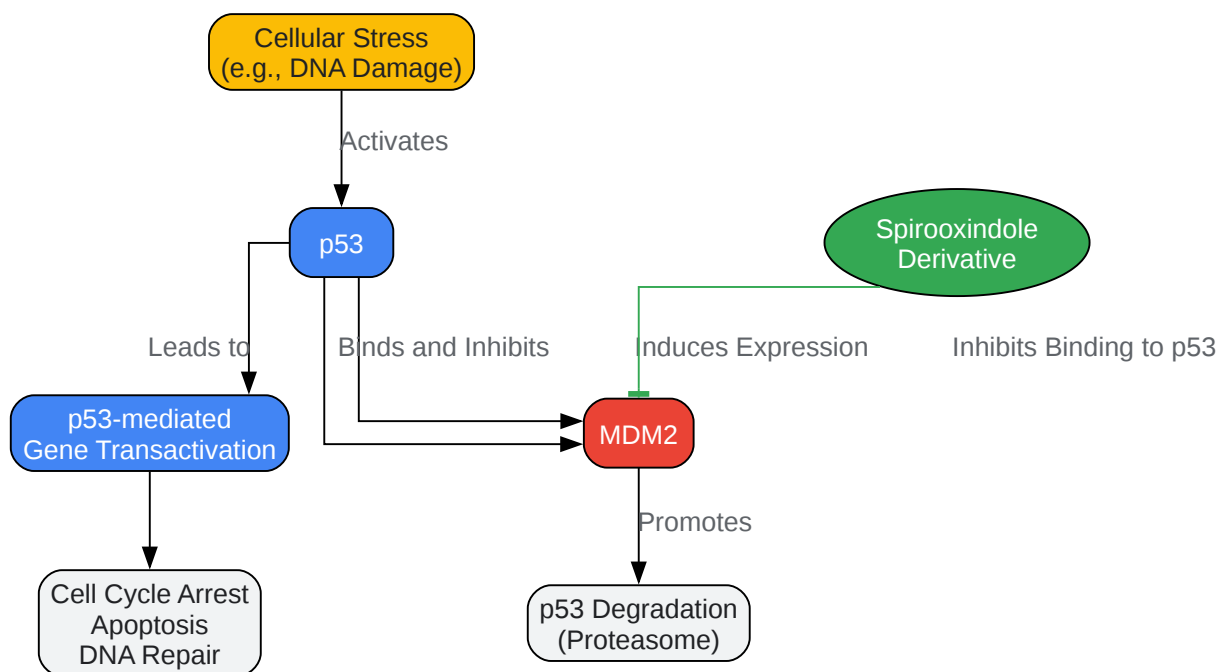 Cellular Stress
(e.g., DNA Damage)
Activates
p53
Spirooxindole
Derivative
Leads to
Binds and Inhibits
Induces Expression
Inhibits Binding to p53
p53-mediated
Gene Transactivation
MDM2
Promotes
Cell Cycle Arrest
Apoptosis
DNA Repair
p53 Degradation
(Proteasome)